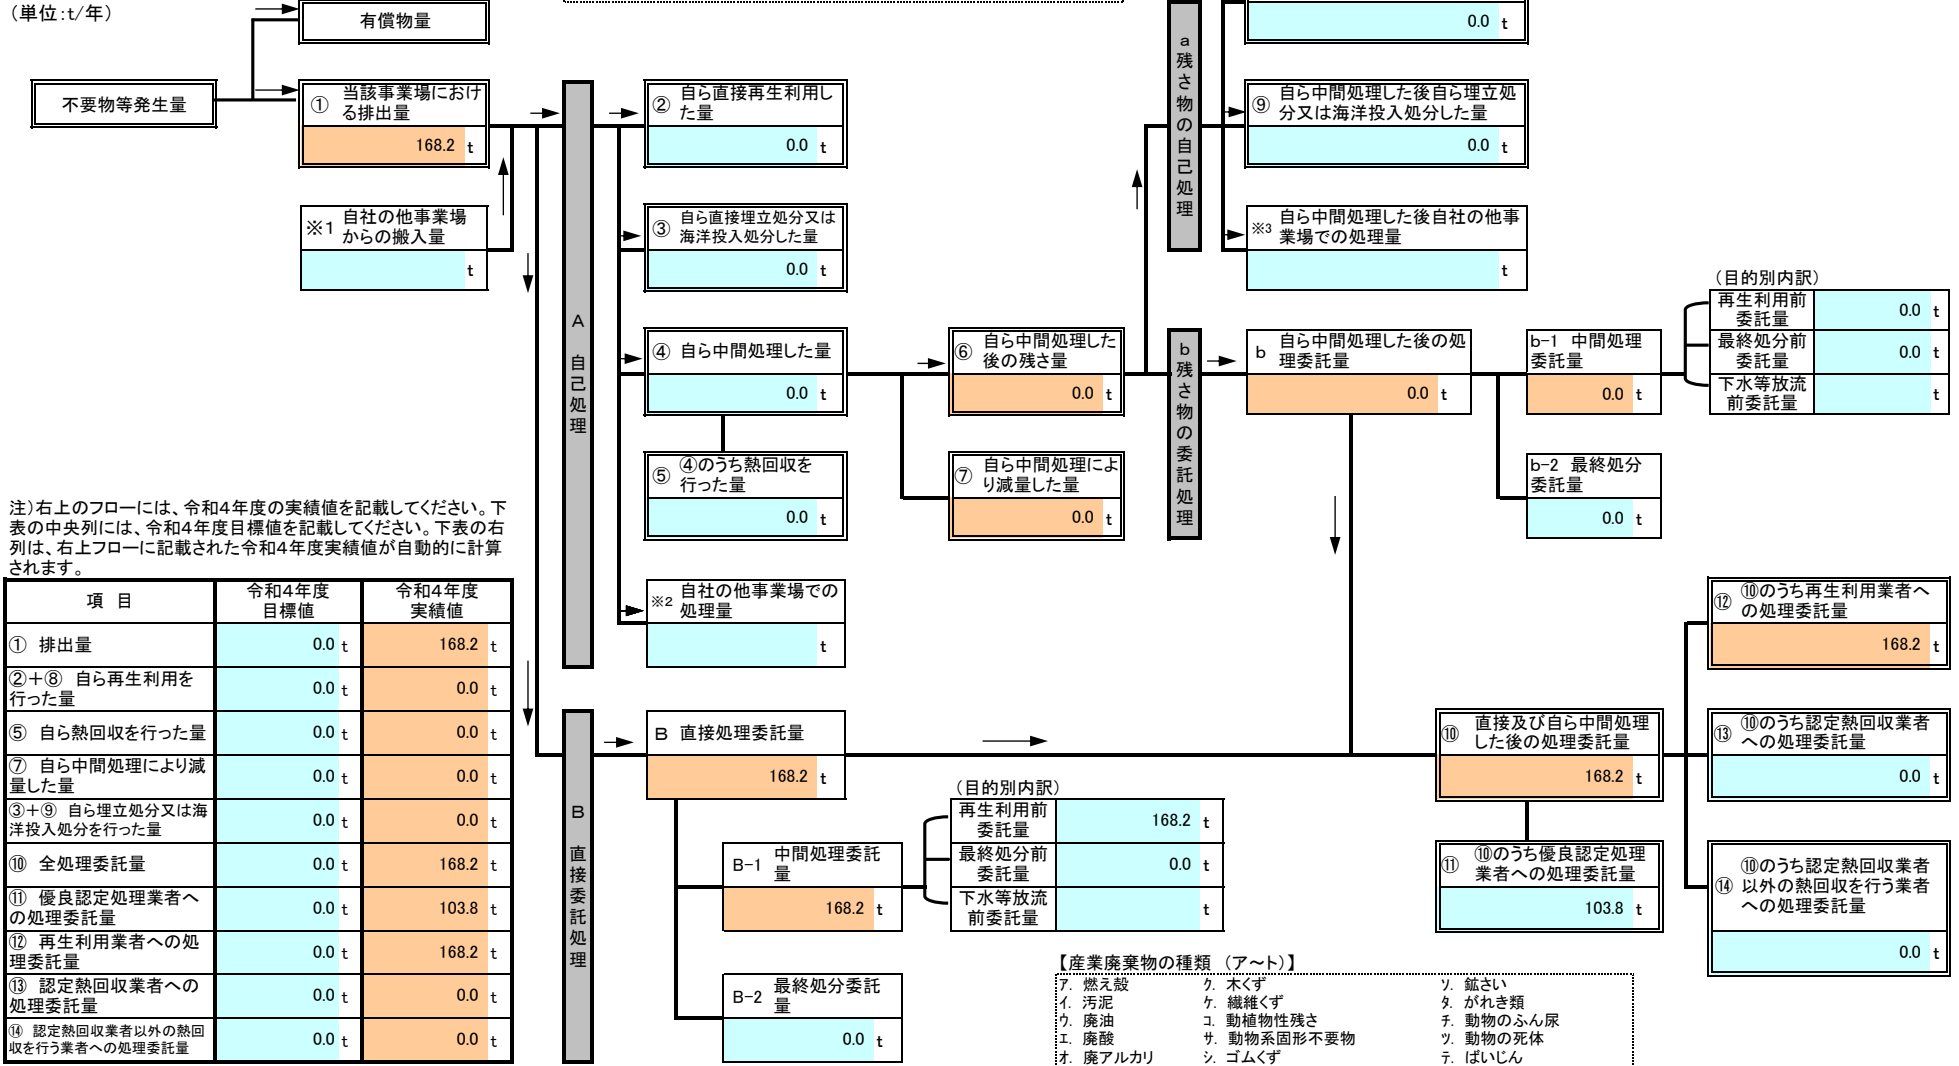 (単位:t/年)
有償物量
0.0 t
不要物等発生量
① 当該事業場におけ
る排出量
168.2 t
② 自ら直接再生利用し
た量
0.0 t
⑨ 自ら中間処理した後自ら埋立処
分又は海洋投入処分した量
0.0 t
a 残さ物の自己処理
※1 自社の他事業場
からの搬入量
t
③ 自ら直接埋立処分又は
海洋投入処分した量
0.0 t
※3 自ら中間処理した後自社の他事
業場での処理量
t
A 自己処理
④ 自ら中間処理した量
0.0 t
⑥ 自ら中間処理した
後の残さ量
0.0 t
b 残さ物の委託処理
b 自ら中間処理した後の処
理委託量
0.0 t
b-1 中間処理
委託量
0.0 t
(目的別内訳)
再生利用前
委託量
0.0 t
最終処分前
委託量
0.0 t
下水等放流
前委託量
t
⑤ ④のうち熱回収を
行った量
0.0 t
⑦ 自ら中間処理によ
り減量した量
0.0 t
b-2 最終処分
委託量
0.0 t
注)右上のフローには、令和4年度の実績値を記載してください。下
表の中央列には、令和4年度目標値を記載してください。下表の右
列は、右上フローに記載された令和4年度実績値が自動的に計算
されます。
項 目
令和4年度
目標値
令和4年度
実績値
① 排出量
0.0 t
168.2 t
②+⑧ 自ら再生利用を
行った量
0.0 t
0.0 t
⑤ 自ら熱回収を行った量
0.0 t
0.0 t
⑦ 自ら中間処理により減
量した量
0.0 t
0.0 t
③+⑨ 自ら埋立処分又は海
洋投入処分を行った量
0.0 t
0.0 t
⑩ 全処理委託量
0.0 t
168.2 t
⑪ 優良認定処理業者へ
の処理委託量
0.0 t
103.8 t
⑫ 再生利用業者への処
理委託量
0.0 t
168.2 t
⑬ 認定熱回収業者への
処理委託量
0.0 t
0.0 t
⑭ 認定熱回収業者以外の熱回
収を行う業者への処理委託量
0.0 t
0.0 t
※2 自社の他事業場での
処理量
t
B 直接委託処理
B 直接処理委託量
168.2 t
B-1 中間処理委託
量
168.2 t
(目的別内訳)
再生利用前
委託量
168.2 t
最終処分前
委託量
0.0 t
下水等放流
前委託量
t
B-2 最終処分委託
量
0.0 t
⑩ 直接及び自ら中間処理
した後の処理委託量
168.2 t
⑪ ⑩のうち優良認定処理
業者への処理委託量
103.8 t
⑫ ⑩のうち再生利用業者へ
の処理委託量
168.2 t
⑬ ⑩のうち認定熱回収業者
への処理委託量
0.0 t
⑭ ⑩のうち認定熱回収業者
以外の熱回収を行う業者
への処理委託量
0.0 t
【産業廃棄物の種類 (ア~ト)】
ア. 燃え殻
イ. 汚泥
ウ. 廃油
エ. 廃酸
オ. 廃アルカリ
ク. 木くず
ケ. 繊維くず
コ. 動植物性残さ
サ. 動物系固形不要物
シ. ゴムくず
ソ. 鉱さい
タ. がれき類
チ. 動物のふん尿
ツ. 動物の死体
テ. ばいじん